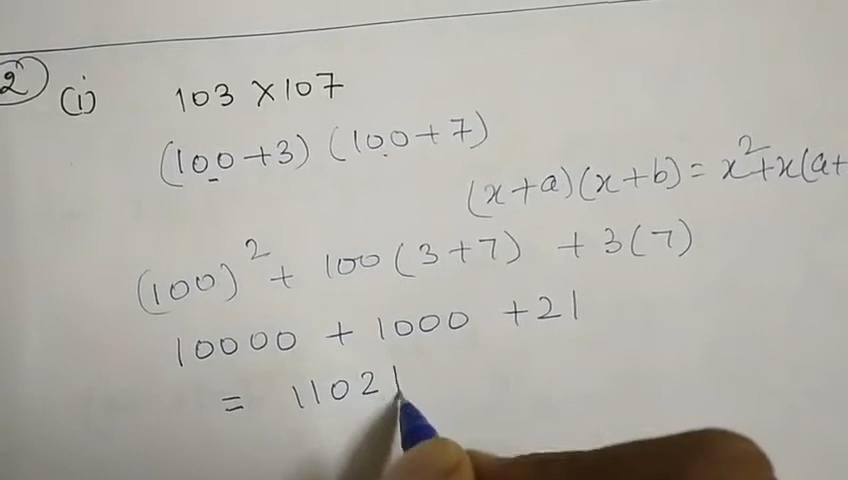 2 (i) 103 × 107
(100 + 3) (100 + 7)
(x + a)(x + b) = x² + x(a +
(100)² + 100 (3 + 7) + 3(7)
10000 + 1000 + 21
= 11021